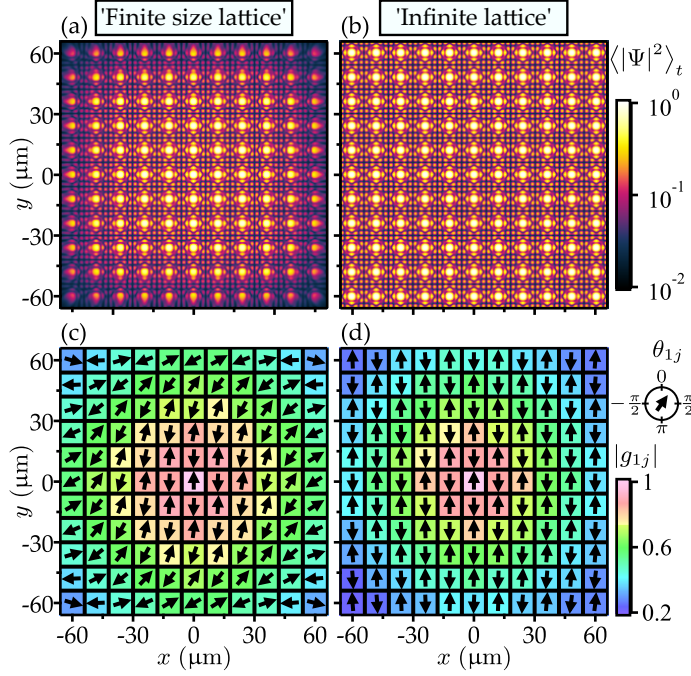 'Finite size lattice'
'Infinite lattice'
(a)
(b)
⟨|Ψ|²⟩ₜ
60
30
0
-30
-60
y (μm)
10⁰
10⁻¹
10⁻²
(c)
(d)
60
30
0
-30
-60
y (μm)
θ₁ⱼ
0
-π/2
π/2
π
|g₁ⱼ|
1
0.6
0.2
-60 -30 0 30 60
-60 -30 0 30 60
x (μm)
x (μm)